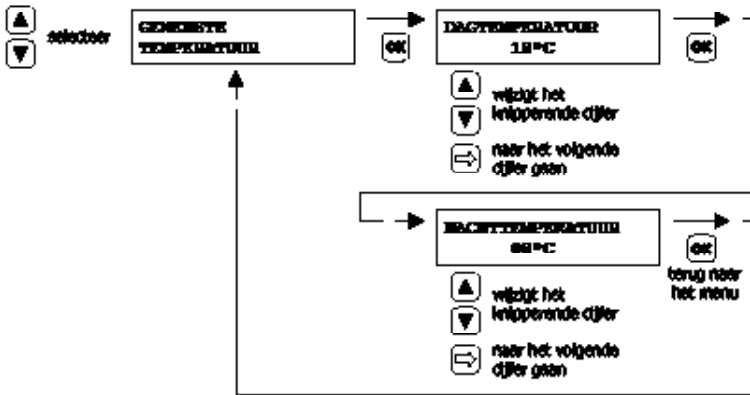 selecteer
GEWENSTE
TEMPERATUUR
OK
DAGTEMPERATUUR
18°C
OK
wijzigt het
knipperende cijfer
naar het volgende
cijfer gaan
NACHTTEMPERATUUR
08°C
OK
terug naar
het menu
wijzigt het
knipperende cijfer
naar het volgende
cijfer gaan